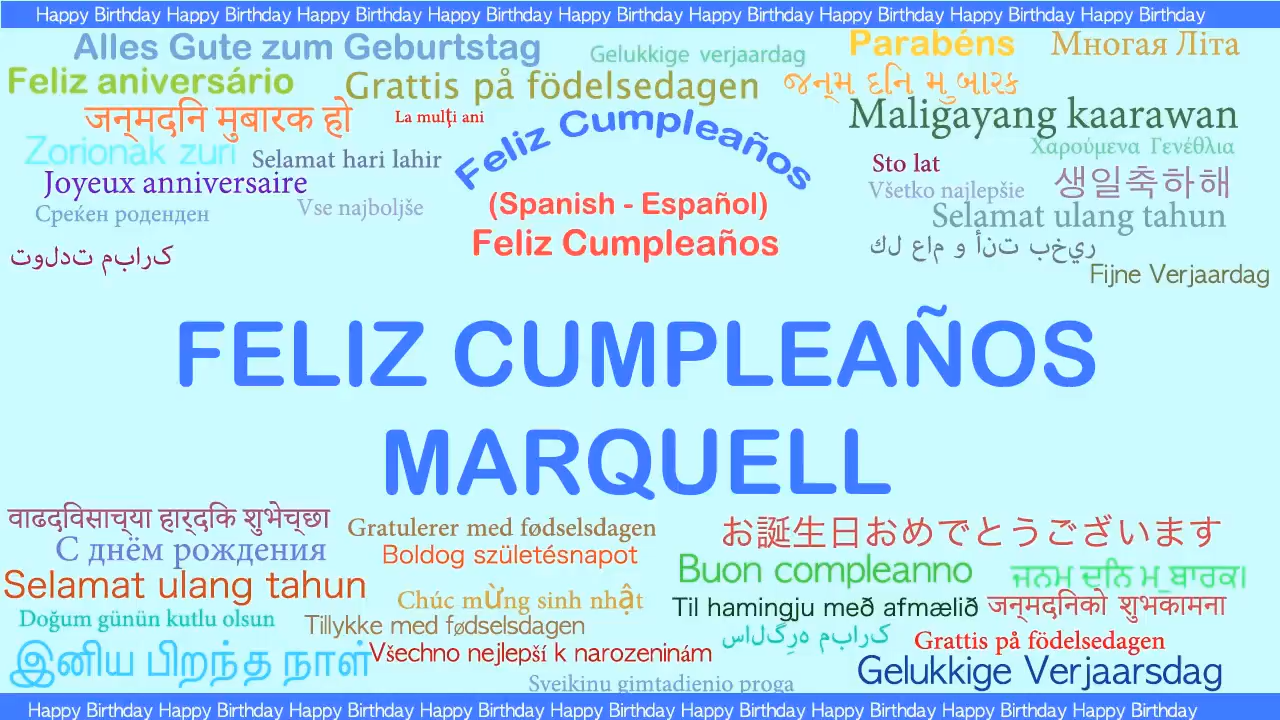 Happy Birthday Happy Birthday Happy Birthday Happy Birthday Happy Birthday Happy Birthday Happy Birthday Happy Birthday Happy Birthday
Alles Gute zum Geburtstag
Gelukkige verjaardag
Parabéns
Многая Літа
Feliz aniversário
Grattis på födelsedagen
જન્મ દિન મુબારક
जन्मदिन मुबारक हो
La mulţi ani
Feliz Cumpleaños
Maligayang kaarawan
Zorionak zuri
Selamat hari lahir
Sto lat
Χαρούμενα Γενέθλια
Joyeux anniversaire
(Spanish - Español)
Všetko najlepšie
생일축하해
Среќен роденден
Vse najboljše
Feliz Cumpleaños
Selamat ulang tahun
تولدت مبارک
كل عام و أنت بخير
Fijne Verjaardag
FELIZ CUMPLEAÑOS
MARQUELL
वाढदिवसाच्या हार्दिक शुभेच्छा
Gratulerer med fødselsdagen
お誕生日おめでとうございます
С днём рождения
Boldog születésnapot
Buon compleanno
ਜਨਮ ਦਿਨ ਮੁਬਾਰਕ।
Selamat ulang tahun
Chúc mừng sinh nhật
Til hamingju með afmælið
जन्मदिनको शुभकामना
Doğum günün kutlu olsun
Tillykke med fødselsdagen
سالگِرہ مبارک
Grattis på födelsedagen
இனிய பிறந்த நாள்
Všechno nejlepší k narozeninám
Gelukkige Verjaarsdag
Sveikinu gimtadienio proga
Happy Birthday Happy Birthday Happy Birthday Happy Birthday Happy Birthday Happy Birthday Happy Birthday Happy Birthday Happy Birthday